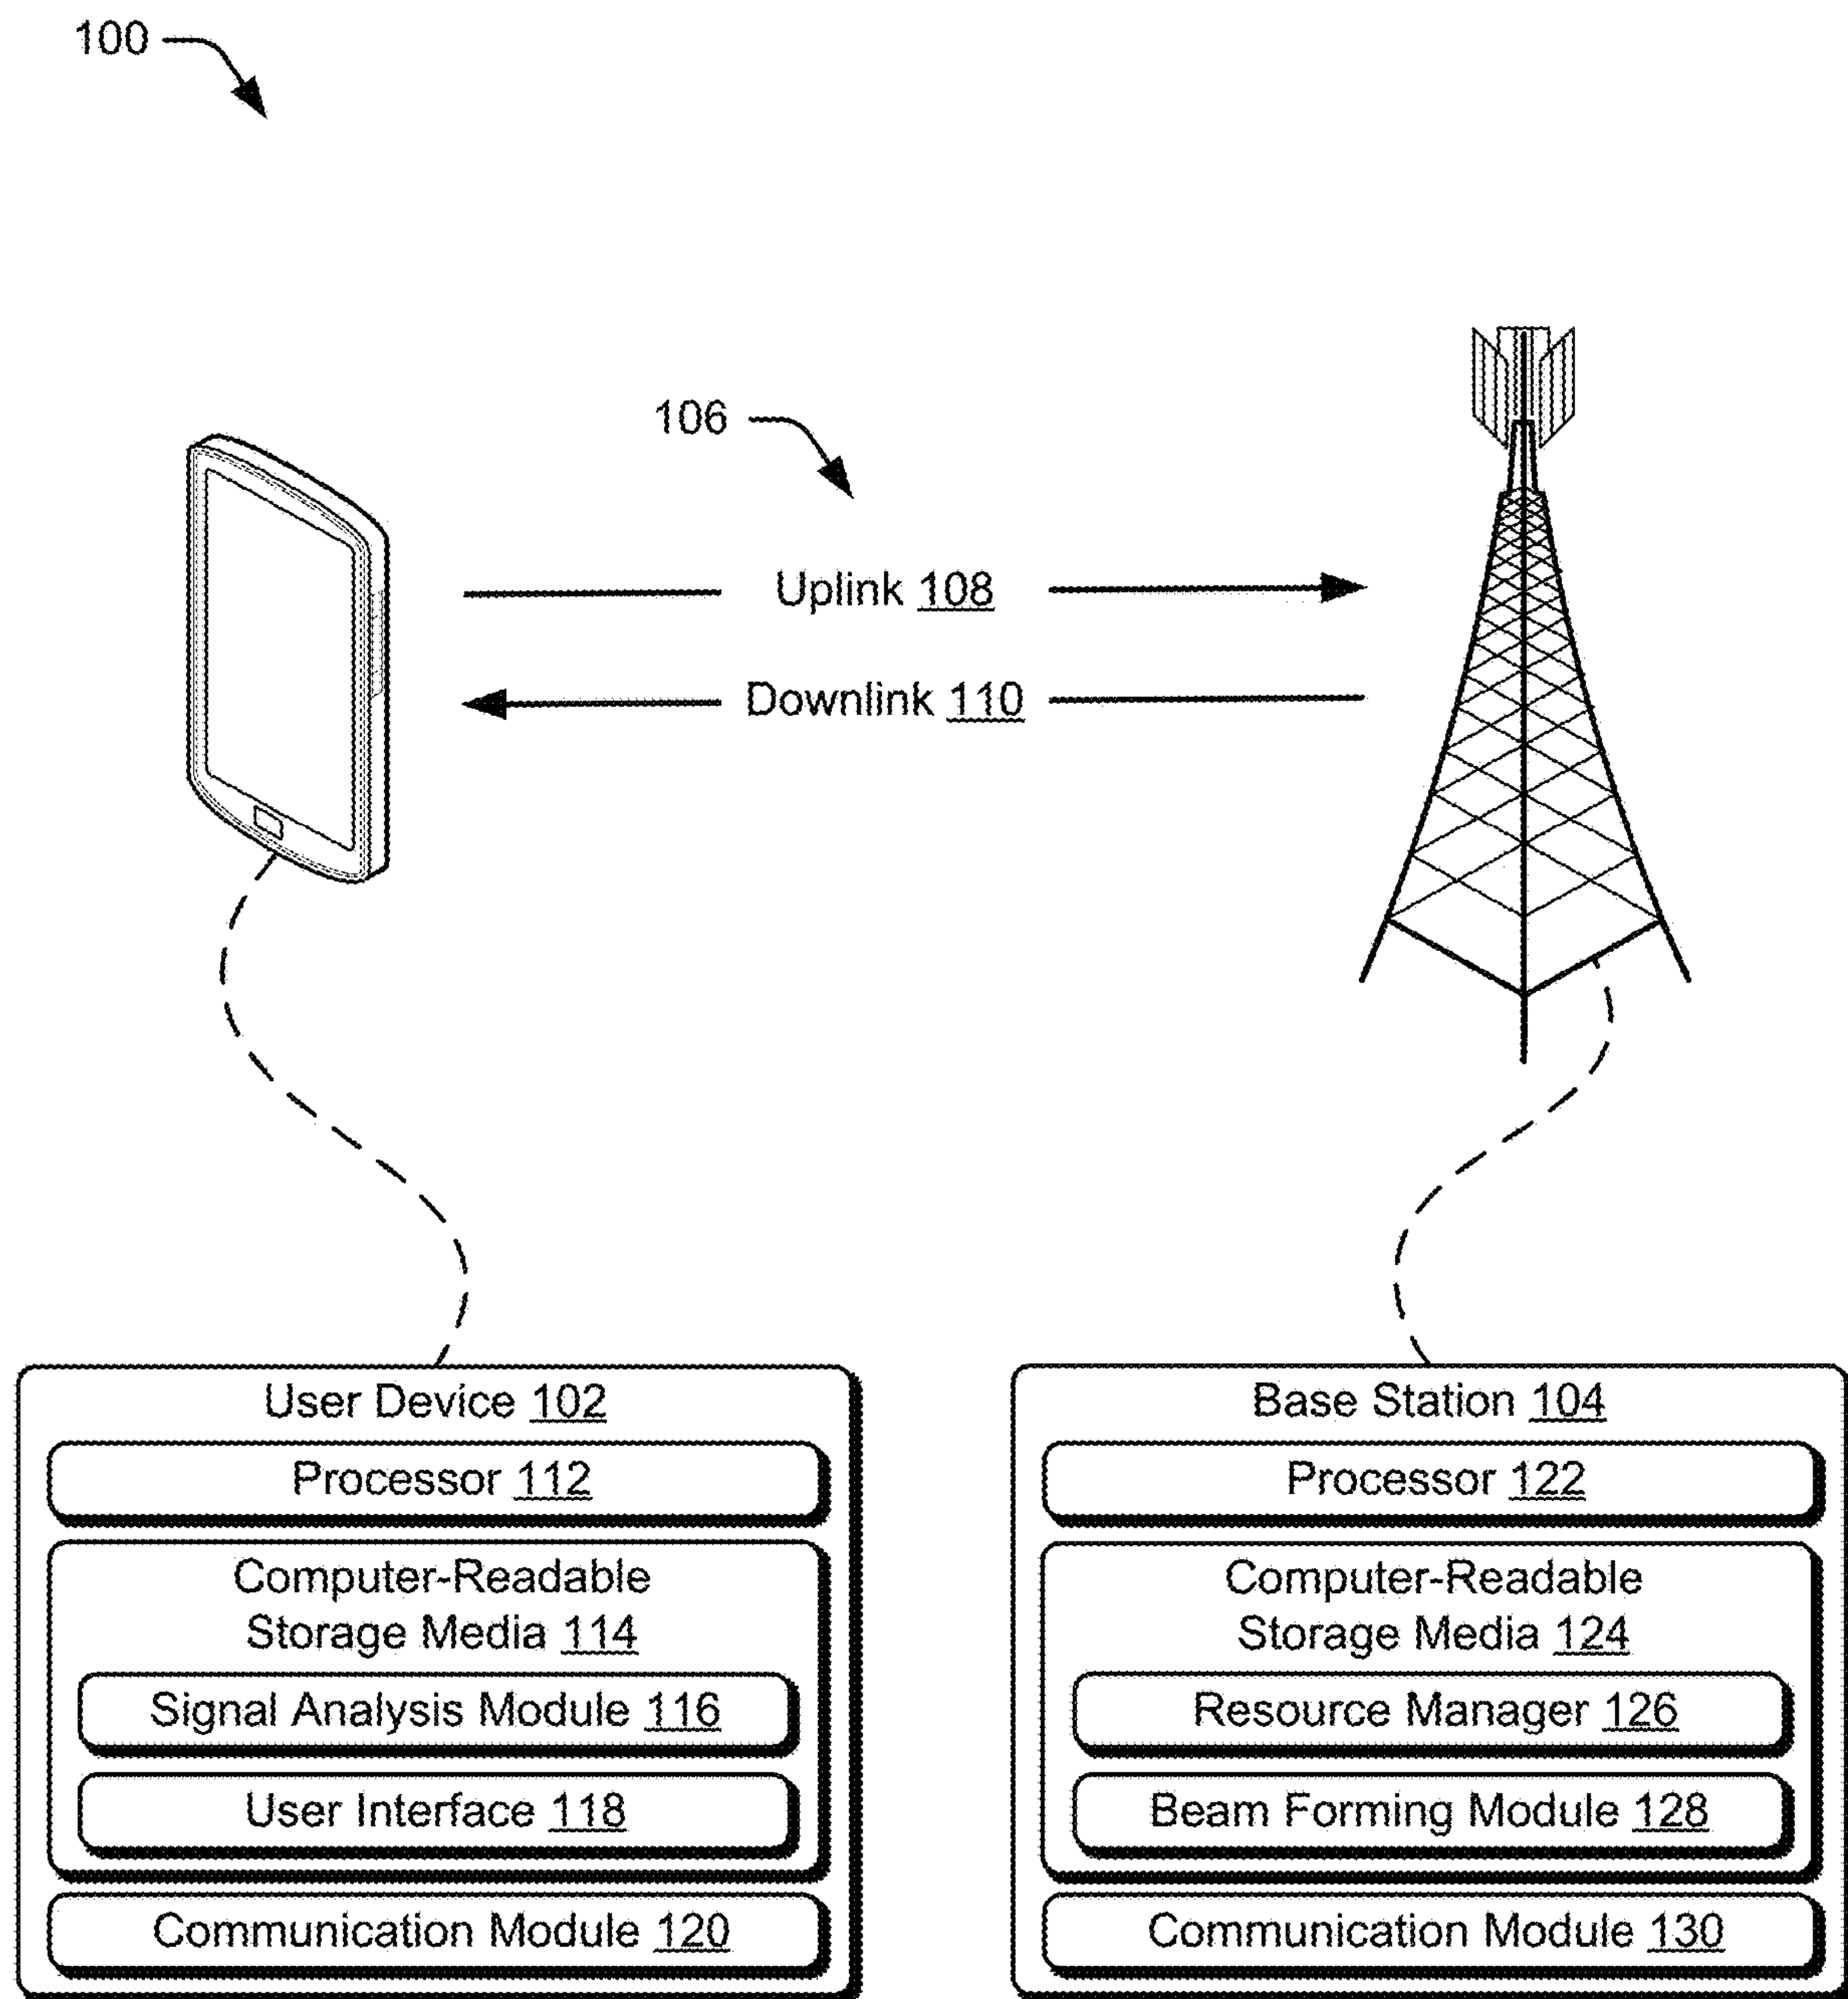 100
106
Uplink 108
Downlink 110
User Device 102
Processor 112
Computer-Readable
Storage Media 114
Signal Analysis Module 116
User Interface 118
Communication Module 120
Base Station 104
Processor 122
Computer-Readable
Storage Media 124
Resource Manager 126
Beam Forming Module 128
Communication Module 130